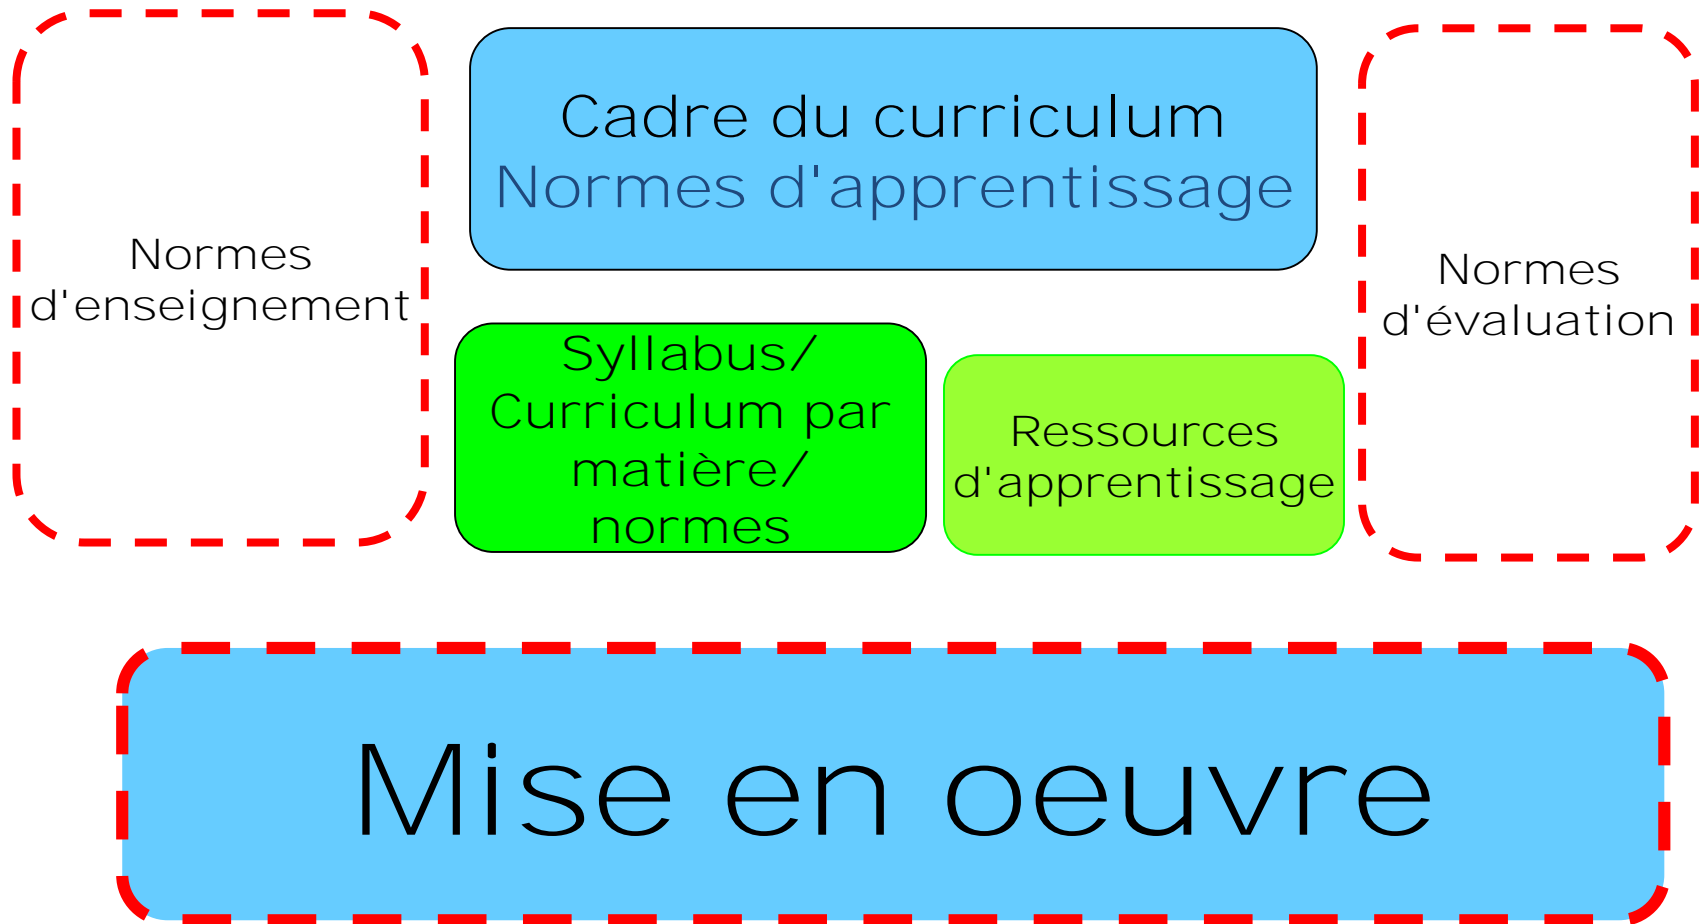 Cadre du curriculum
Normes d'apprentissage
Normes
d'enseignement
Normes
d'évaluation
Syllabus/
Curriculum par
matière/
normes
Ressources
d'apprentissage
Mise en oeuvre